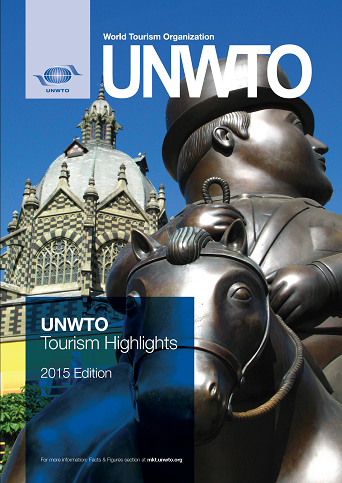 World Tourism Organization
UNWTO
UNWTO
UNWTO
Tourism Highlights
2015 Edition
For more information: Facts & Figures section at mkt.unwto.org